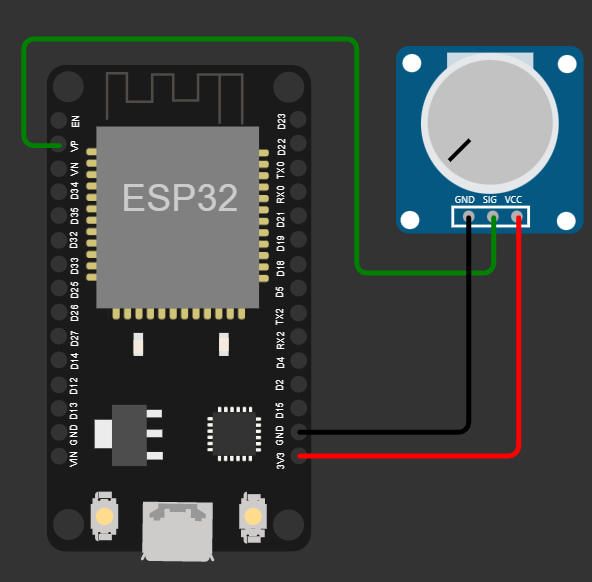 EN
VP
VN
D34
D35
D32
D33
D25
D26
D27
D14
D12
D13
GND
VIN
ESP32
D23
D22
TX0
RX0
D21
D19
D18
D5
TX2
RX2
D4
D2
D15
GND
3V3
GND SIG VCC